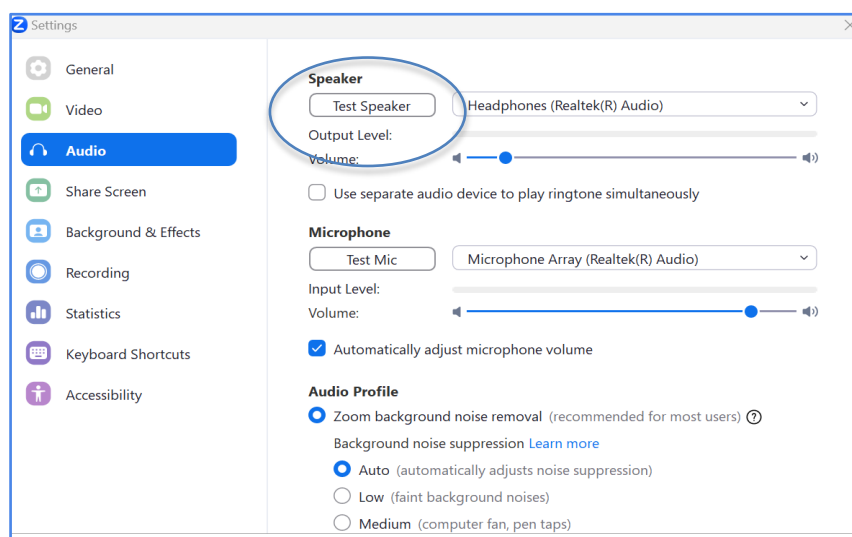 Settings
General
Video
Audio
Share Screen
Background & Effects
Recording
Statistics
Keyboard Shortcuts
Accessibility
Speaker
Test Speaker Headphones (Realtek(R) Audio)
Output Level:
Volume:
Use separate audio device to play ringtone simultaneously
Microphone
Test Mic Microphone Array (Realtek(R) Audio)
Input Level:
Volume:
Automatically adjust microphone volume
Audio Profile
Zoom background noise removal (recommended for most users) ?
Background noise suppression Learn more
Auto (automatically adjusts noise suppression)
Low (faint background noises)
Medium (computer fan, pen taps)